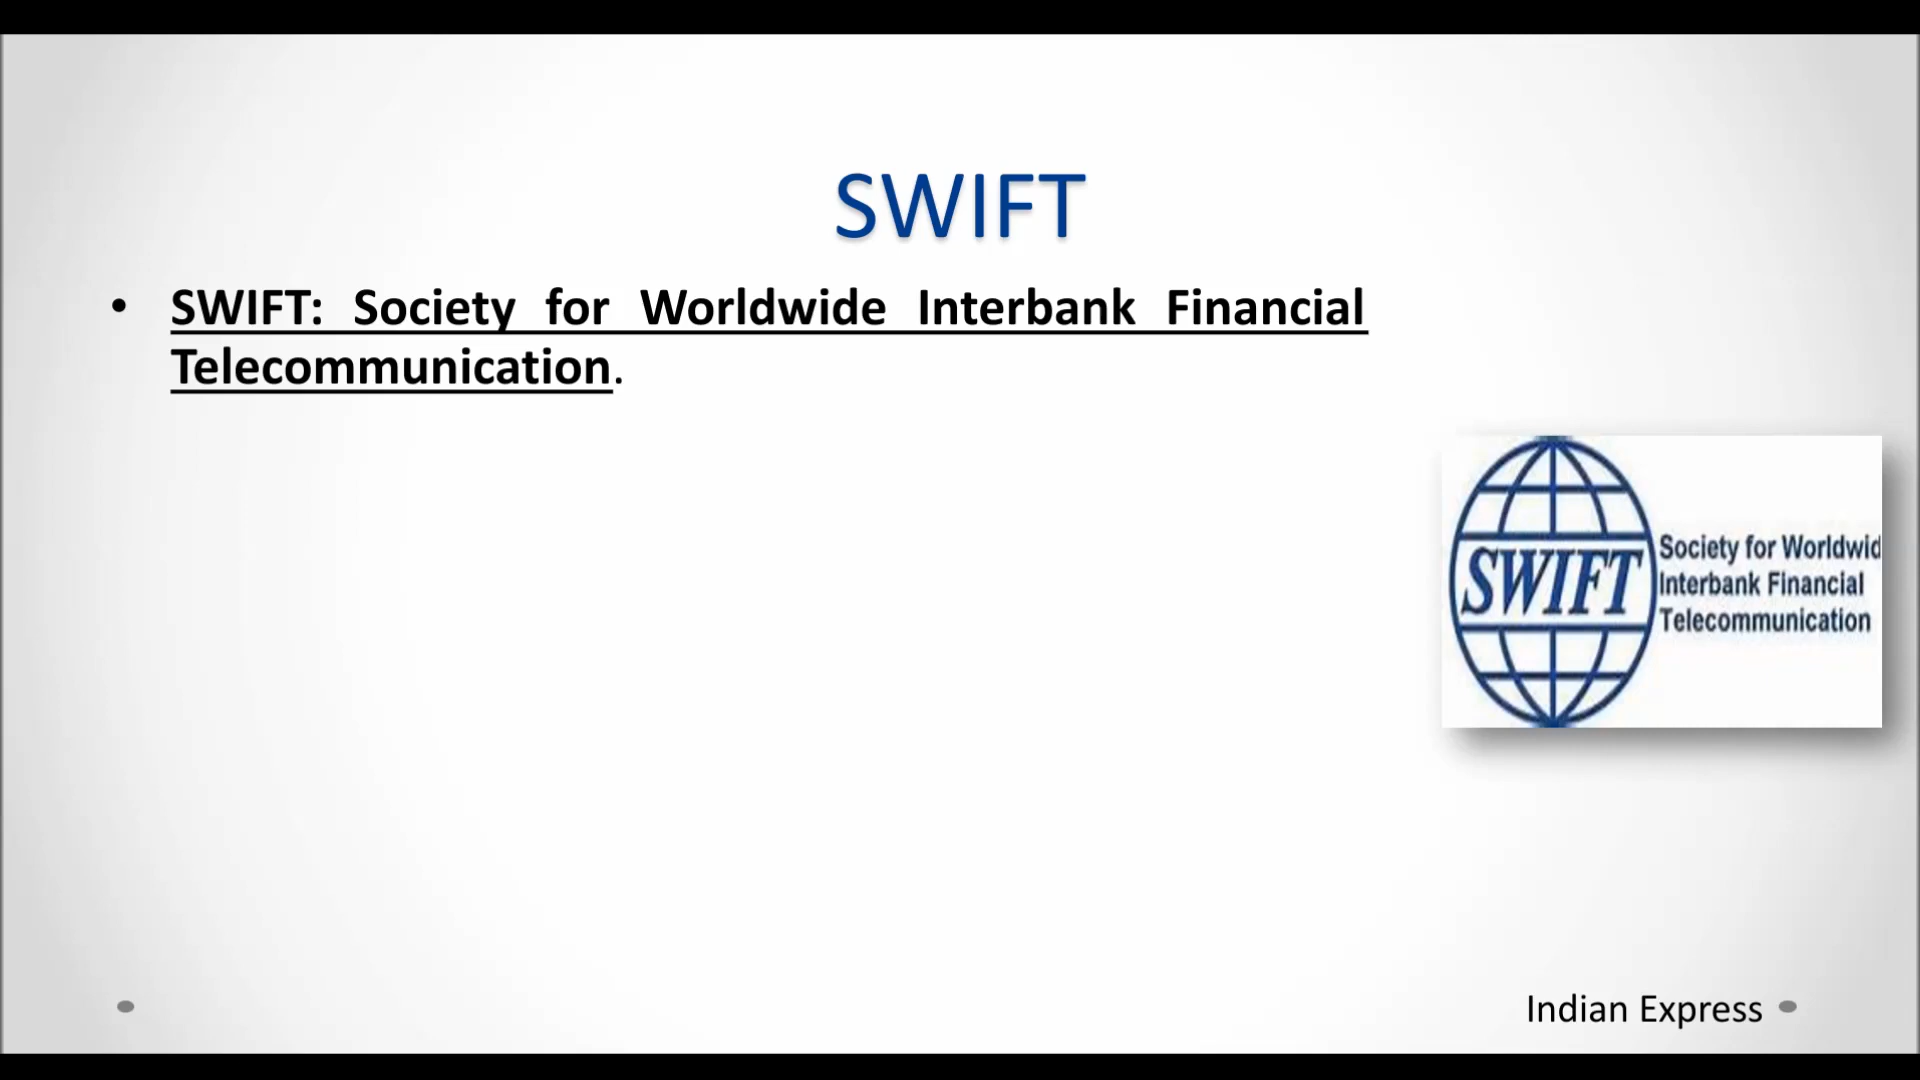 SWIFT
• SWIFT: Society for Worldwide Interbank Financial
Telecommunication.
SWIFT
Society for Worldwid
Interbank Financial
Telecommunication
Indian Express